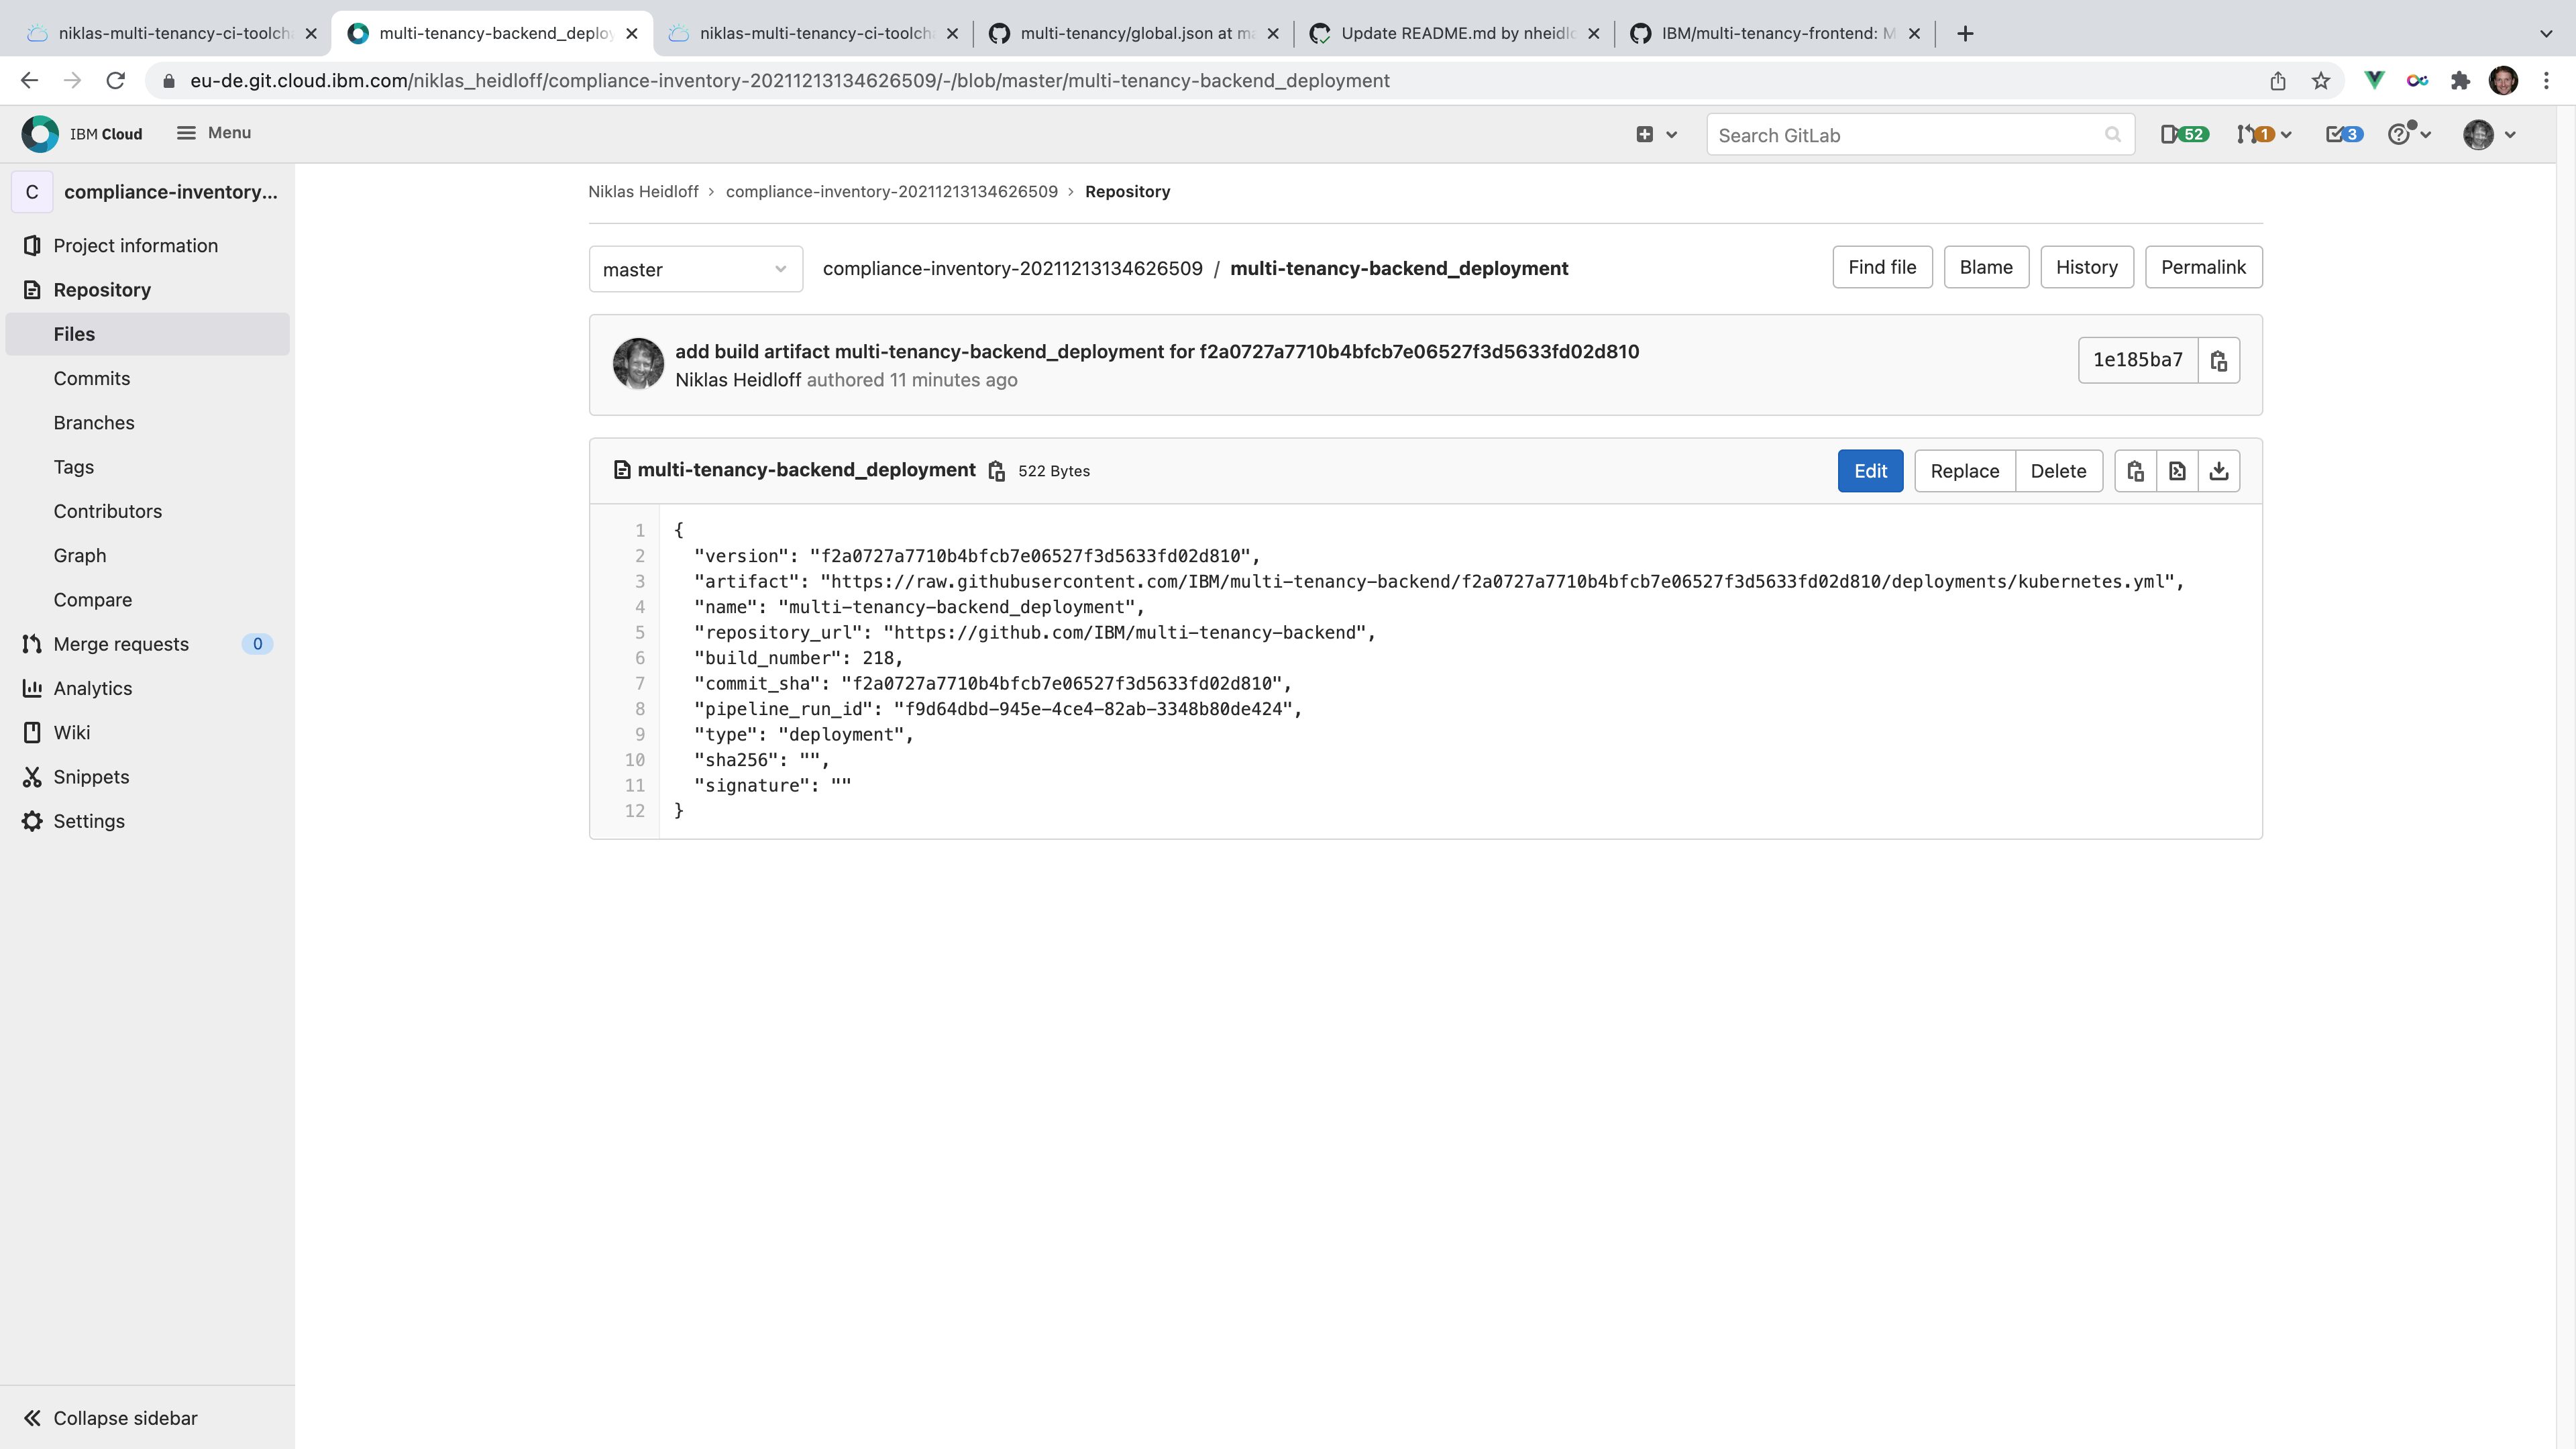 niklas-multi-tenancy-ci-toolch
multi-tenancy-backend_deploy
niklas-multi-tenancy-ci-toolch
multi-tenancy/global.json at ma
Update README.md by nheidlo
IBM/multi-tenancy-frontend: M
eu-de.git.cloud.ibm.com/niklas_heidloff/compliance-inventory-20211213134626509/-/blob/master/multi-tenancy-backend_deployment
IBM Cloud
Menu
Search GitLab
52
1
3
C
compliance-inventory...
Project information
Repository
Files
Commits
Branches
Tags
Contributors
Graph
Compare
Merge requests
0
Analytics
Wiki
Snippets
Settings
Collapse sidebar
Niklas Heidloff > compliance-inventory-20211213134626509 > Repository
master
compliance-inventory-20211213134626509 / multi-tenancy-backend_deployment
Find file
Blame
History
Permalink
add build artifact multi-tenancy-backend_deployment for f2a0727a7710b4bfcb7e06527f3d5633fd02d810
Niklas Heidloff authored 11 minutes ago
1e185ba7
multi-tenancy-backend_deployment 522 Bytes
Edit
Replace
Delete
1 {
2 "version": "f2a0727a7710b4bfcb7e06527f3d5633fd02d810",
3 "artifact": "https://raw.githubusercontent.com/IBM/multi-tenancy-backend/f2a0727a7710b4bfcb7e06527f3d5633fd02d810/deployments/kubernetes.yml",
4 "name": "multi-tenancy-backend_deployment",
5 "repository_url": "https://github.com/IBM/multi-tenancy-backend",
6 "build_number": 218,
7 "commit_sha": "f2a0727a7710b4bfcb7e06527f3d5633fd02d810",
8 "pipeline_run_id": "f9d64dbd-945e-4ce4-82ab-3348b80de424",
9 "type": "deployment",
10 "sha256": "",
11 "signature": ""
12 }